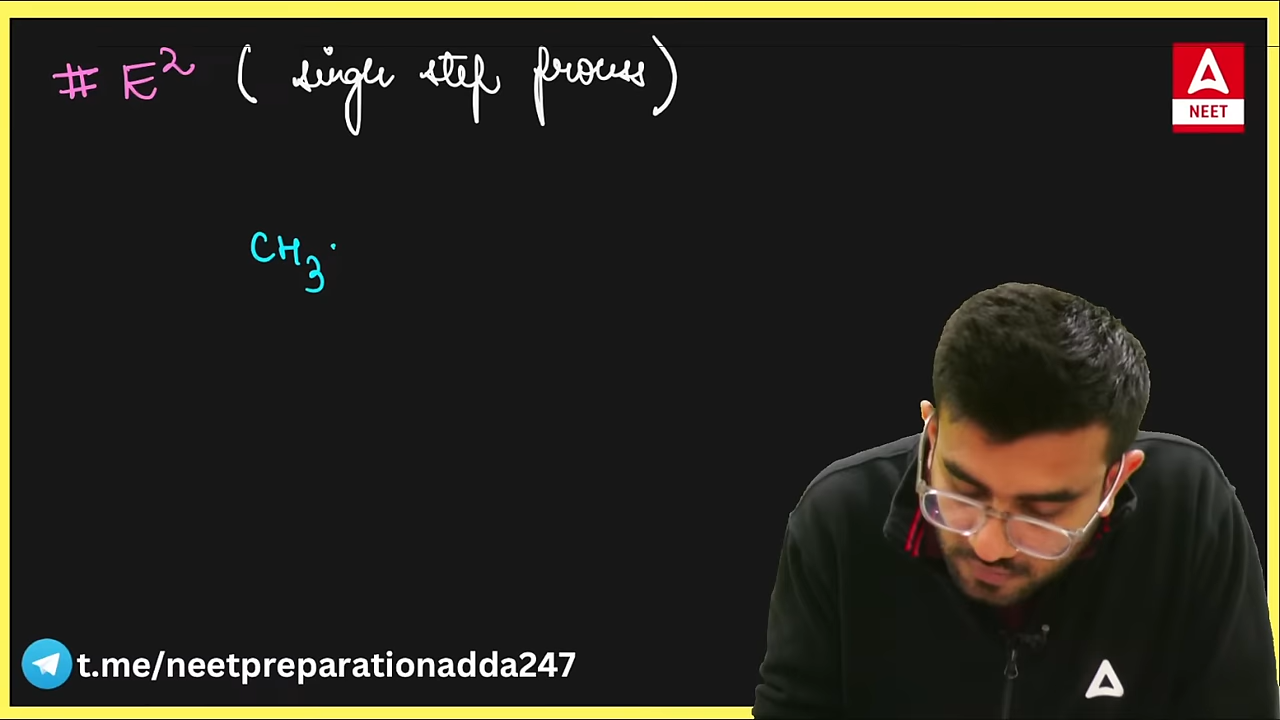 # E² (single step process)
NEET
CH₃
t.me/neetpreparationadda247